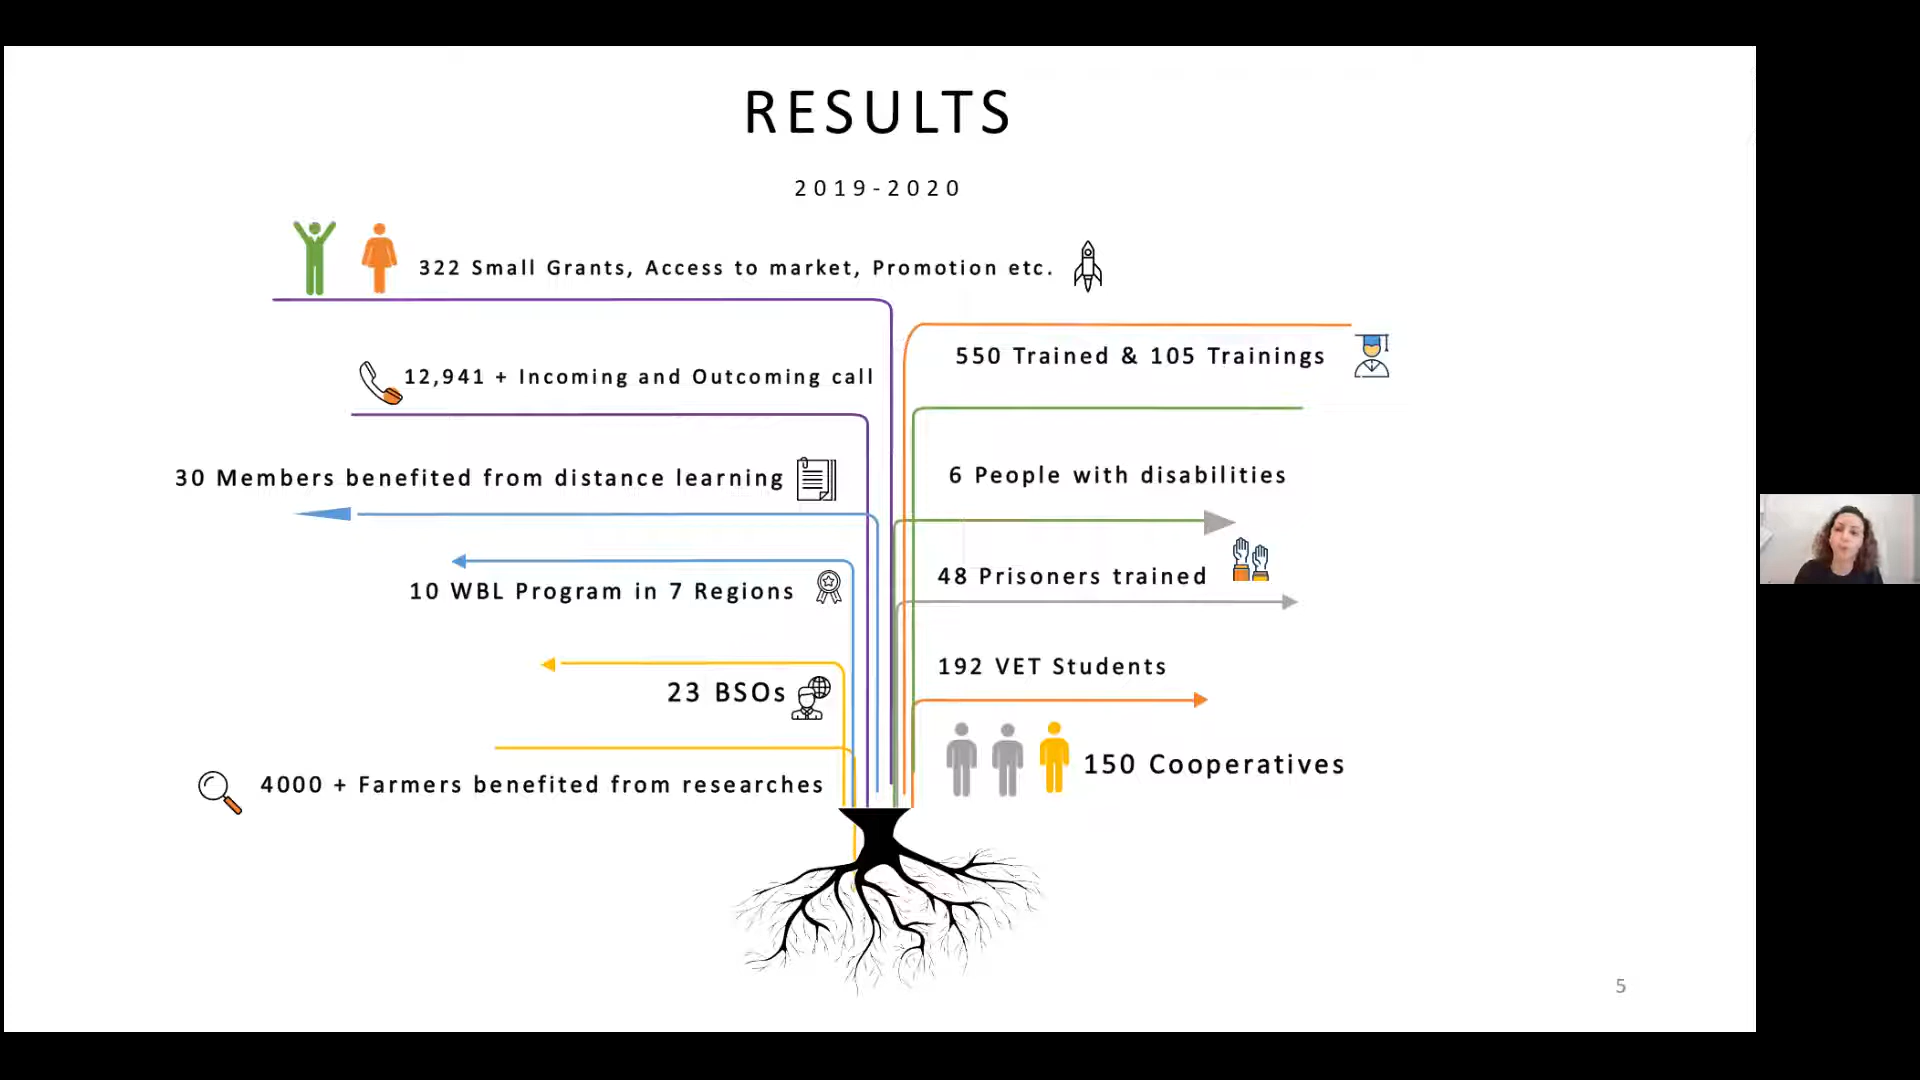 RESULTS
2019-2020
322 Small Grants, Access to market, Promotion etc.
550 Trained & 105 Trainings
12,941 + Incoming and Outcoming call
30 Members benefited from distance learning
6 People with disabilities
10 WBL Program in 7 Regions
48 Prisoners trained
23 BSOs
192 VET Students
4000 + Farmers benefited from researches
150 Cooperatives
5